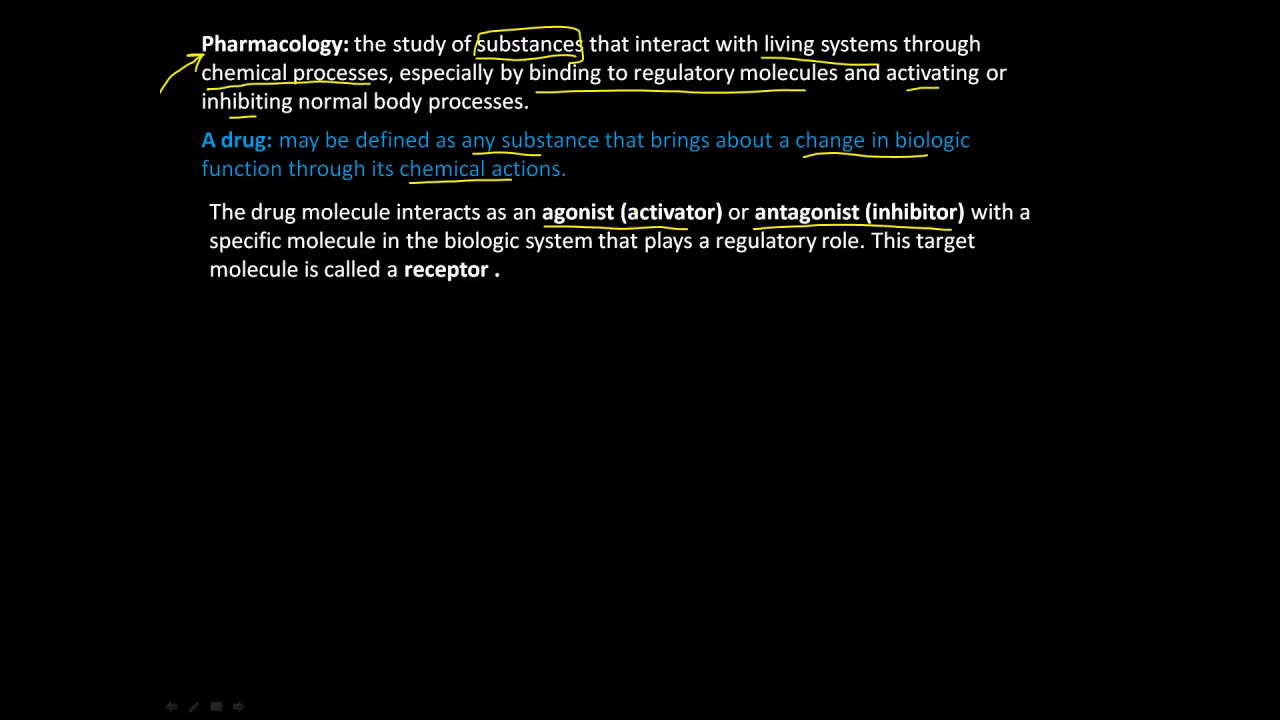 Pharmacology: the study of substances that interact with living systems through
chemical processes, especially by binding to regulatory molecules and activating or
inhibiting normal body processes.
A drug: may be defined as any substance that brings about a change in biologic
function through its chemical actions.
The drug molecule interacts as an agonist (activator) or antagonist (inhibitor) with a
specific molecule in the biologic system that plays a regulatory role. This target
molecule is called a receptor .